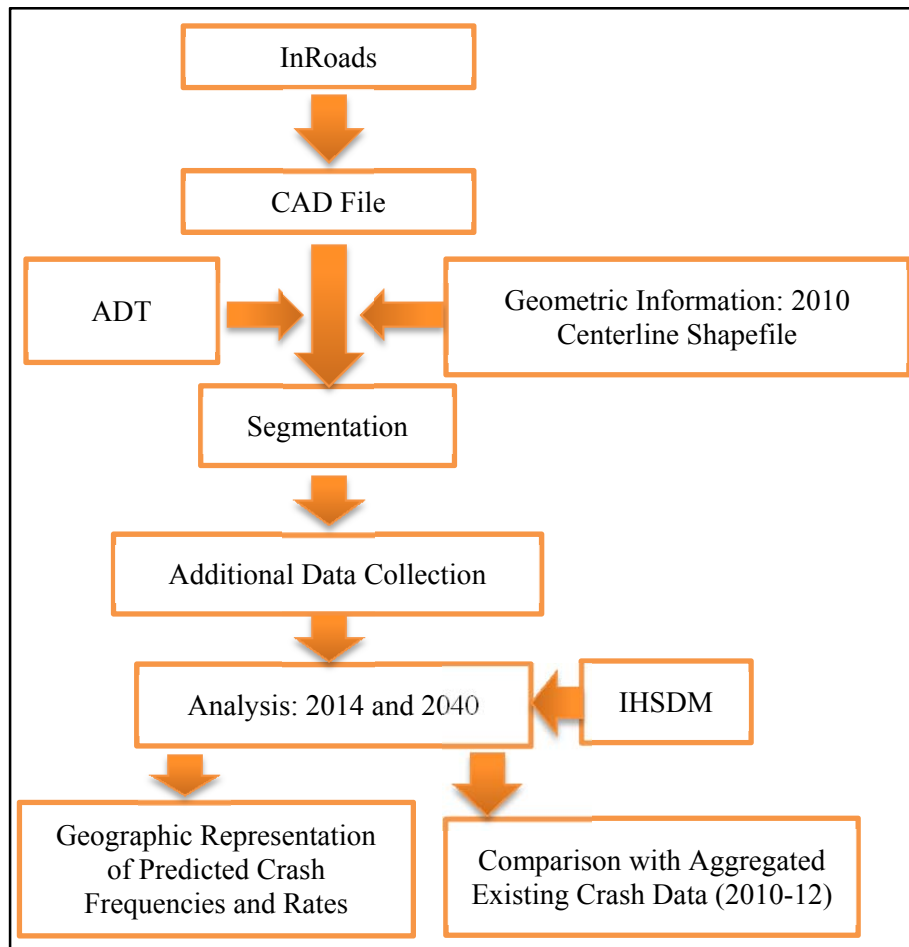 InRoads
CAD File
ADT
Geometric Information: 2010
Centerline Shapefile
Segmentation
Additional Data Collection
Analysis: 2014 and 2040
IHSDM
Geographic Representation
of Predicted Crash
Frequencies and Rates
Comparison with Aggregated
Existing Crash Data (2010-12)